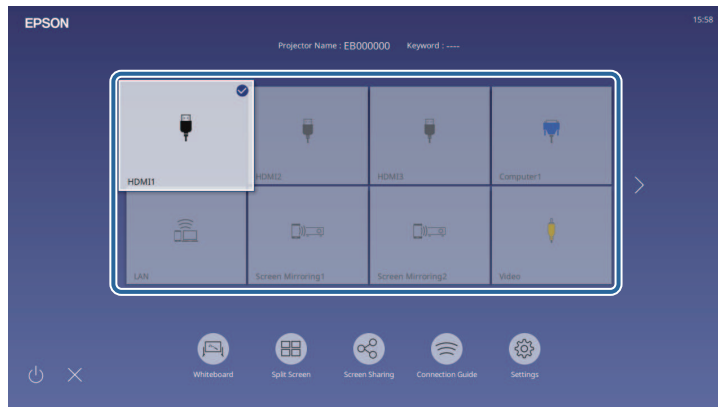 EPSON
15:58
Projector Name : EB000000 Keyword : ----
HDMI1
HDMI2
HDMI3
Computer1
LAN
Screen Mirroring1
Screen Mirroring2
Video
Whiteboard
Split Screen
Screen Sharing
Connection Guide
Settings